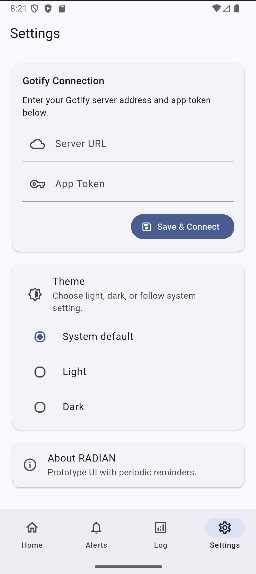 8:21
Settings
Gotify Connection
Enter your Gotify server address and app token
below.
Server URL
App Token
Save & Connect
Theme
Choose light, dark, or follow system
setting.
System default
Light
Dark
About RADIAN
Prototype UI with periodic reminders.
Home
Alerts
Log
Settings